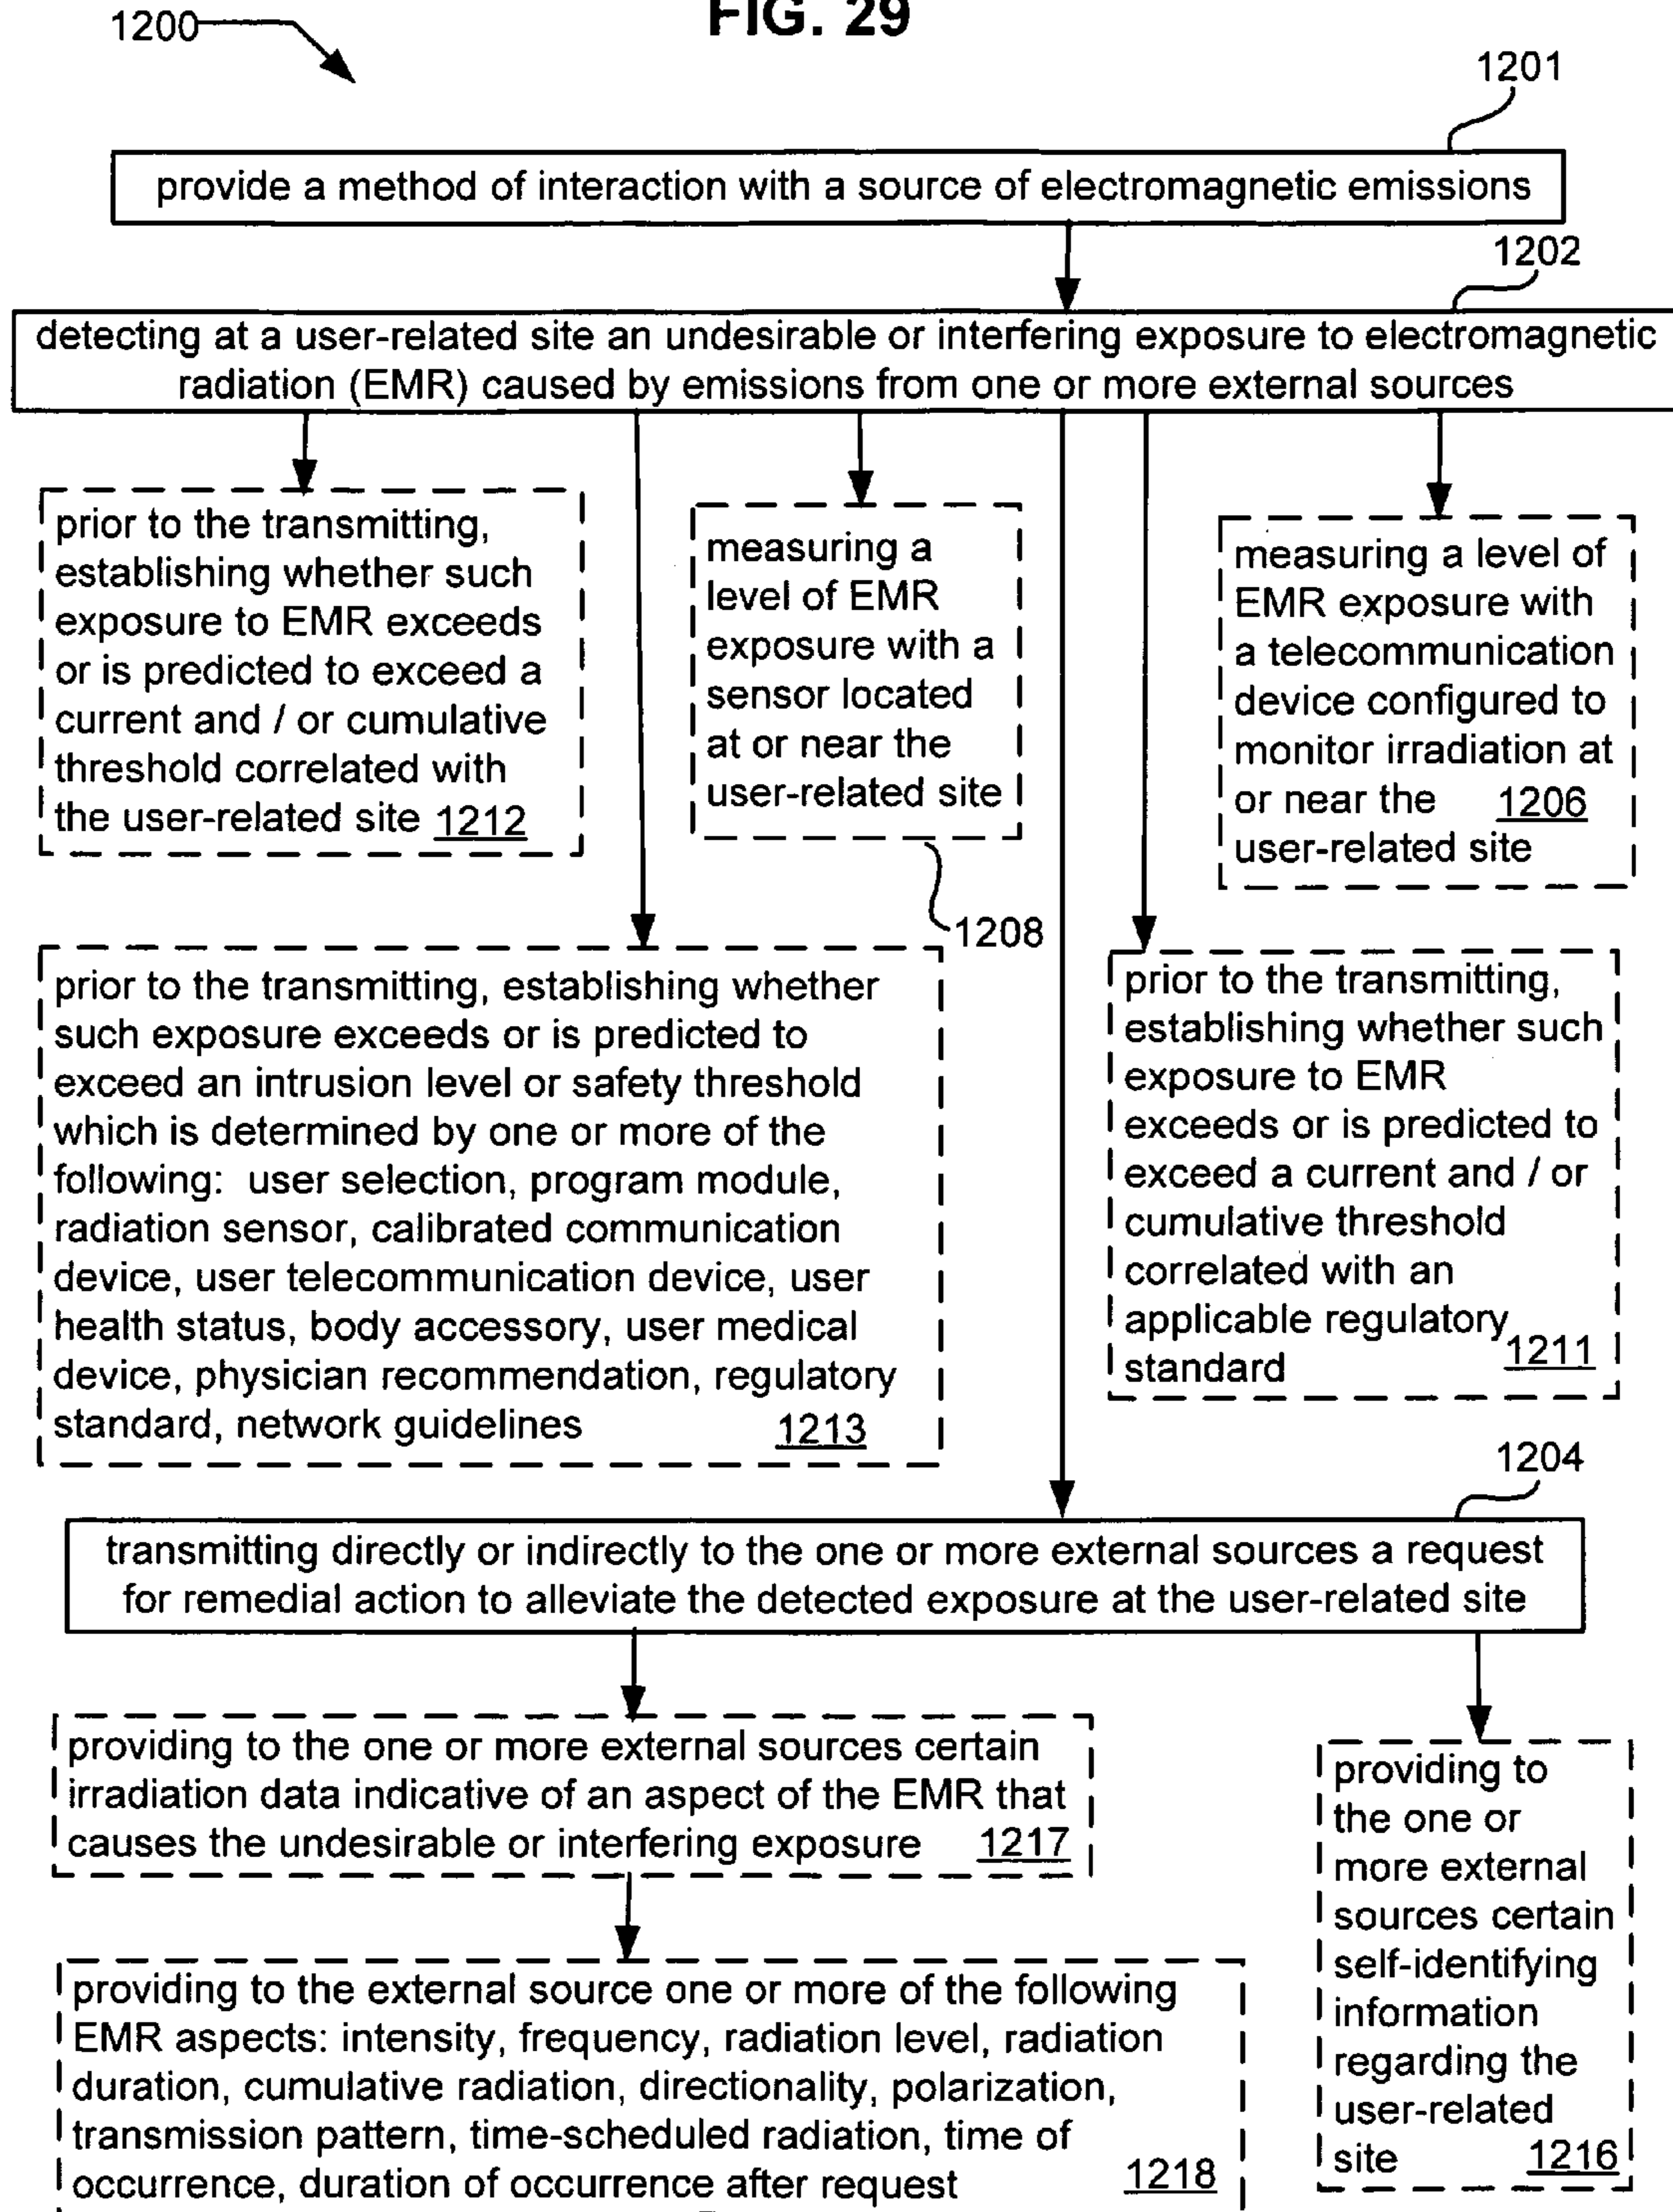 FIG. 29
1200
1201
provide a method of interaction with a source of electromagnetic emissions
1202
detecting at a user-related site an undesirable or interfering exposure to electromagnetic
radiation (EMR) caused by emissions from one or more external sources
prior to the transmitting,
establishing whether such
exposure to EMR exceeds
or is predicted to exceed a
current and / or cumulative
threshold correlated with
the user-related site 1212
measuring a
level of EMR
exposure with a
sensor located
at or near the
user-related site
1208
measuring a level of
EMR exposure with
a telecommunication
device configured to
monitor irradiation at
or near the 1206
user-related site
prior to the transmitting, establishing whether
such exposure exceeds or is predicted to
exceed an intrusion level or safety threshold
which is determined by one or more of the
following: user selection, program module,
radiation sensor, calibrated communication
device, user telecommunication device, user
health status, body accessory, user medical
device, physician recommendation, regulatory
standard, network guidelines 1213
prior to the transmitting,
establishing whether such
exposure to EMR
exceeds or is predicted to
exceed a current and / or
cumulative threshold
correlated with an
applicable regulatory
standard 1211
1204
transmitting directly or indirectly to the one or more external sources a request
for remedial action to alleviate the detected exposure at the user-related site
providing to the one or more external sources certain
irradiation data indicative of an aspect of the EMR that
causes the undesirable or interfering exposure 1217
providing to the external source one or more of the following
EMR aspects: intensity, frequency, radiation level, radiation
duration, cumulative radiation, directionality, polarization,
transmission pattern, time-scheduled radiation, time of
occurrence, duration of occurrence after request 1218
providing to
the one or
more external
sources certain
self-identifying
information
regarding the
user-related
site 1216